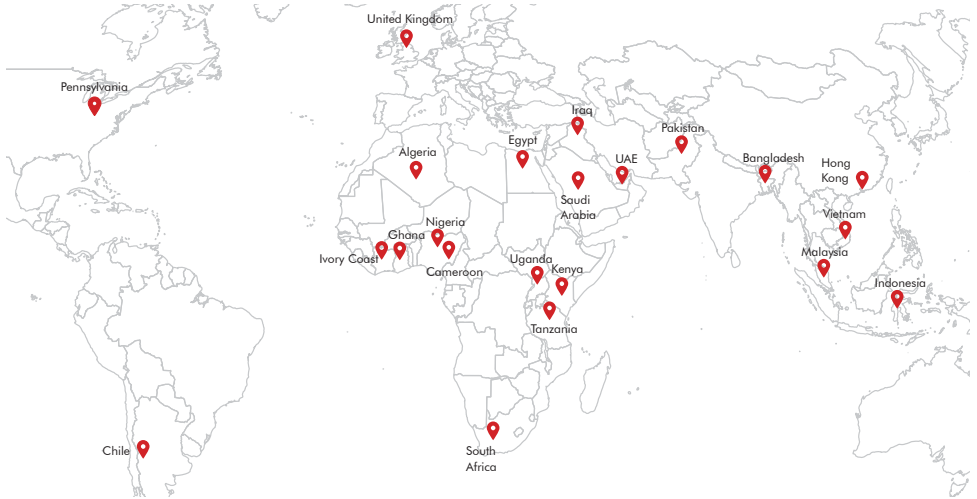 United Kingdom
Pennsylvania
Iraq
Pakistan
Egypt
Algeria
UAE
Bangladesh
Hong
Kong
Saudi
Arabia
Vietnam
Nigeria
Ghana
Ivory Coast
Cameroon
Uganda
Kenya
Malaysia
Indonesia
Tanzania
Chile
South
Africa